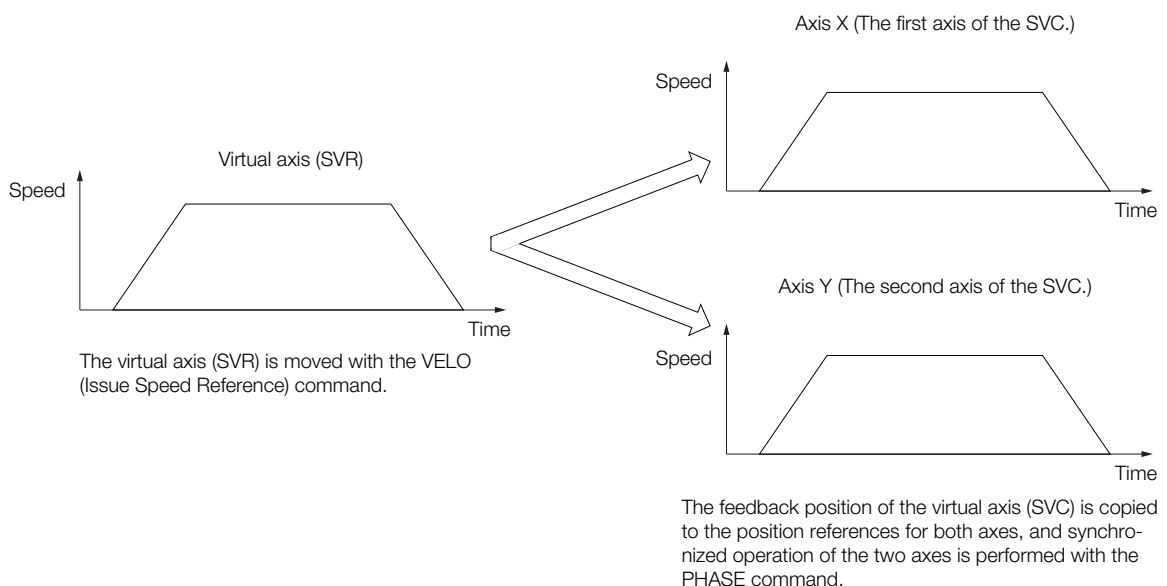 Axis X (The first axis of the SVC.)
Speed
Time
Virtual axis (SVR)
Speed
Time
The virtual axis (SVR) is moved with the VELO
(Issue Speed Reference) command.
Axis Y (The second axis of the SVC.)
Speed
Time
The feedback position of the virtual axis (SVC) is copied
to the position references for both axes, and synchro-
nized operation of the two axes is performed with the
PHASE command.